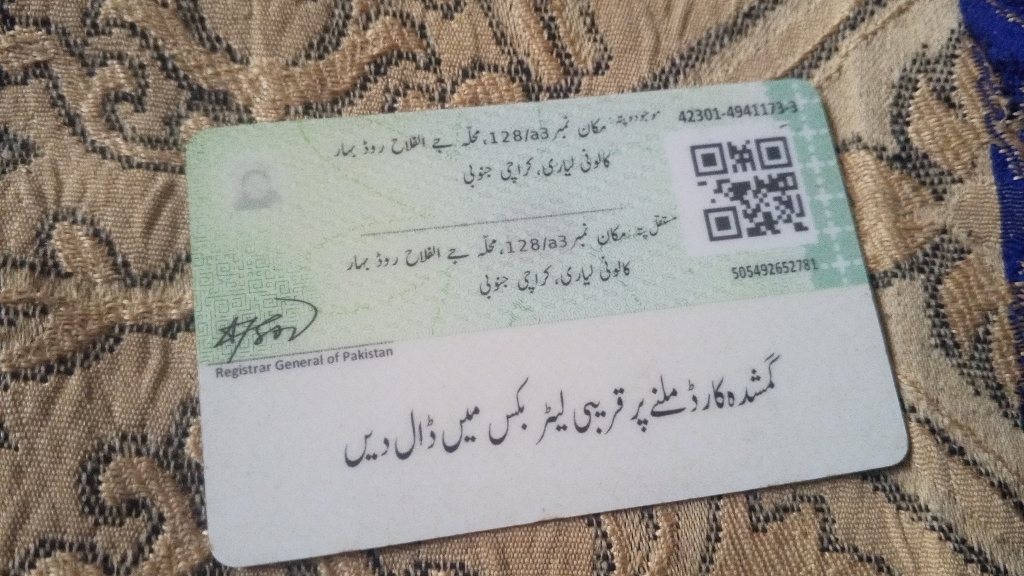 42301-4941173-3
موجودہ پتہ: مکان نمبر 128/a3، محلہ جے الفلاح روڈ بہار
کالونی لیاری، کراچی جنوبی
مستقل پتہ: مکان نمبر 128/a3، محلہ جے الفلاح روڈ بہار
کالونی لیاری، کراچی جنوبی
505492652781
Registrar General of Pakistan
گمشدہ کارڈ ملنے پر قریبی لیٹر بکس میں ڈال دیں